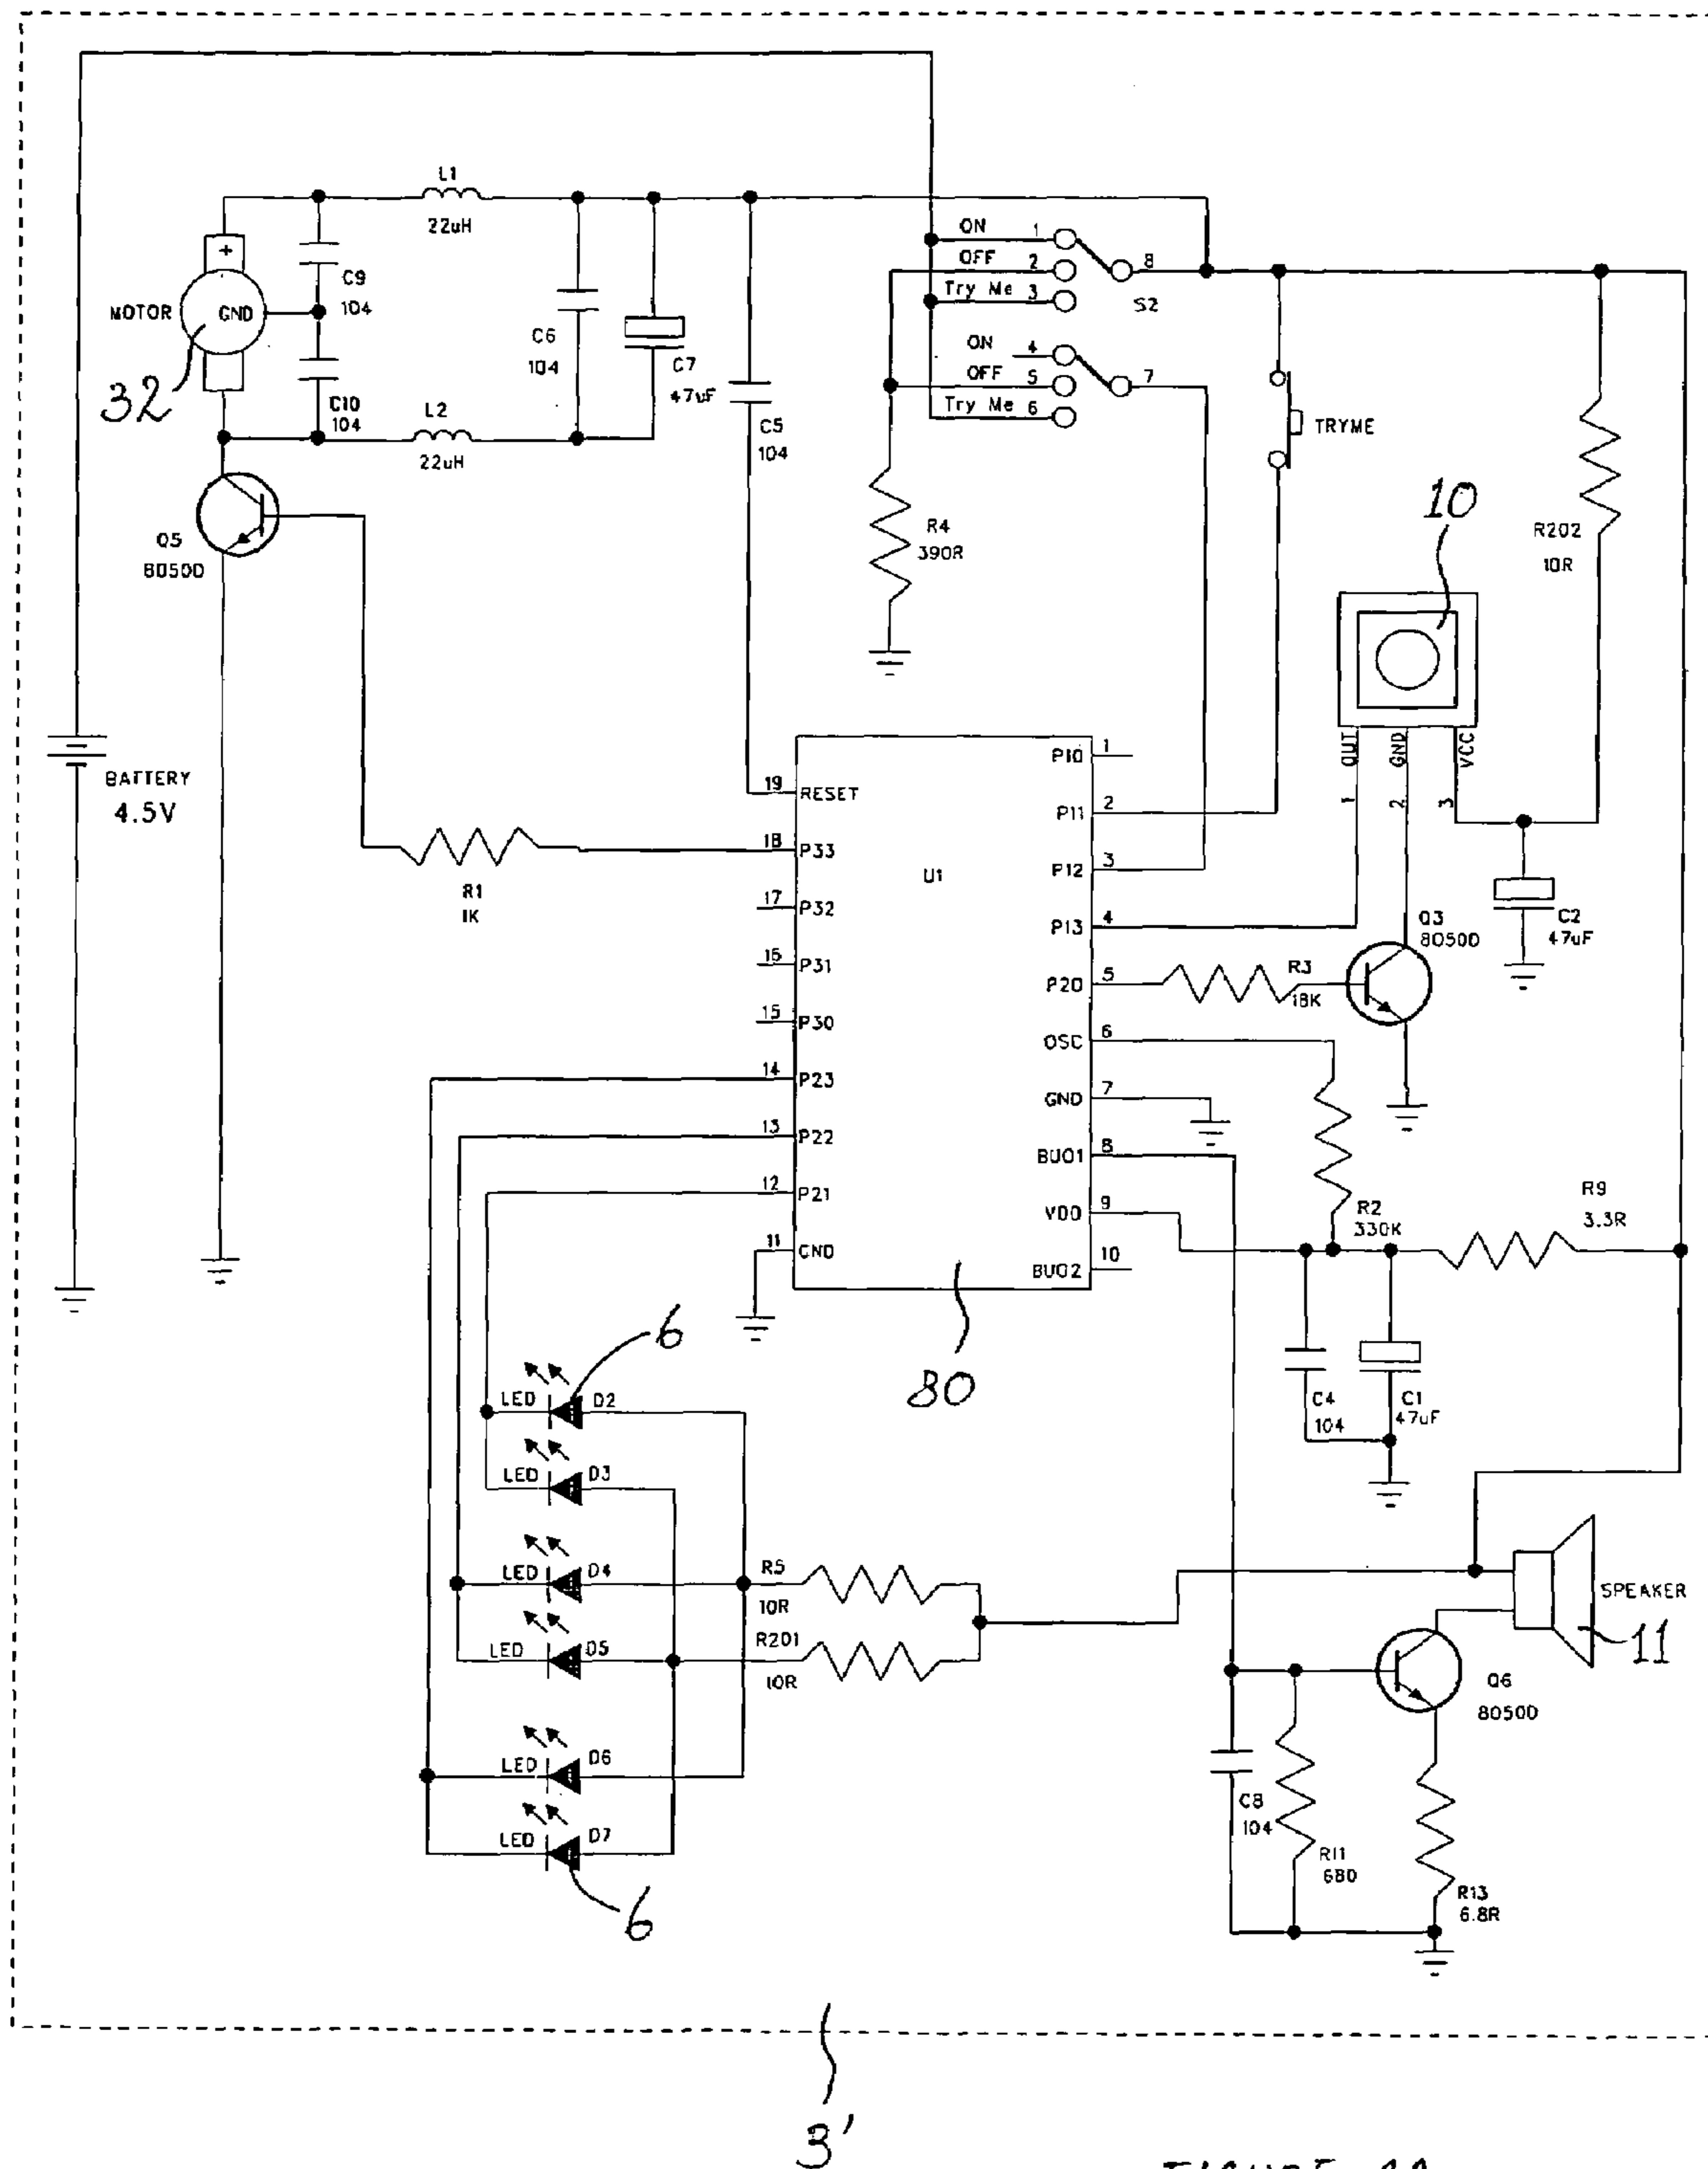 L1
22uH
+
MOTOR
GND
C9
104
C10
104
32
L2
22uH
C6
104
C7
47uF
C5
104
ON 1
OFF 2
Try Me 3
8
S2
ON 4
OFF 5
Try Me 6
7
TRYME
R4
390R
R202
10R
10
Q5
8050D
BATTERY
4.5V
OUT
GND
VCC
1
2
3
R1
1K
U1
19 RESET
18 P33
17 P32
16 P31
15 P30
14 P23
13 P22
12 P21
11 GND
P10 1
P11 2
P12 3
P13 4
P20 5
OSC 6
GND 7
BUO1 8
VDD 9
BUO2 10
C2
47uF
Q3
8050D
R3
18K
R2
330K
R9
3.3R
80
C4
104
C1
47uF
6
LED D2
LED D3
LED D4
LED D5
LED D6
LED D7
6
R5
10R
R201
10R
SPEAKER
11
Q6
8050D
C8
104
R11
680
R13
6.8R
3'